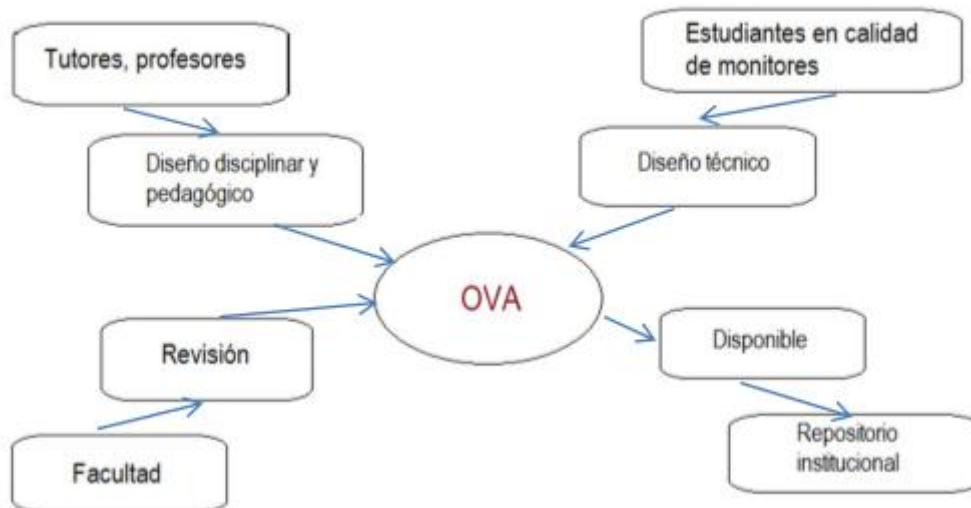 Tutores, profesores
Estudiantes en calidad
de monitores
Diseño disciplinar y
pedagógico
Diseño técnico
OVA
Revisión
Disponible
Facultad
Repositorio
institucional